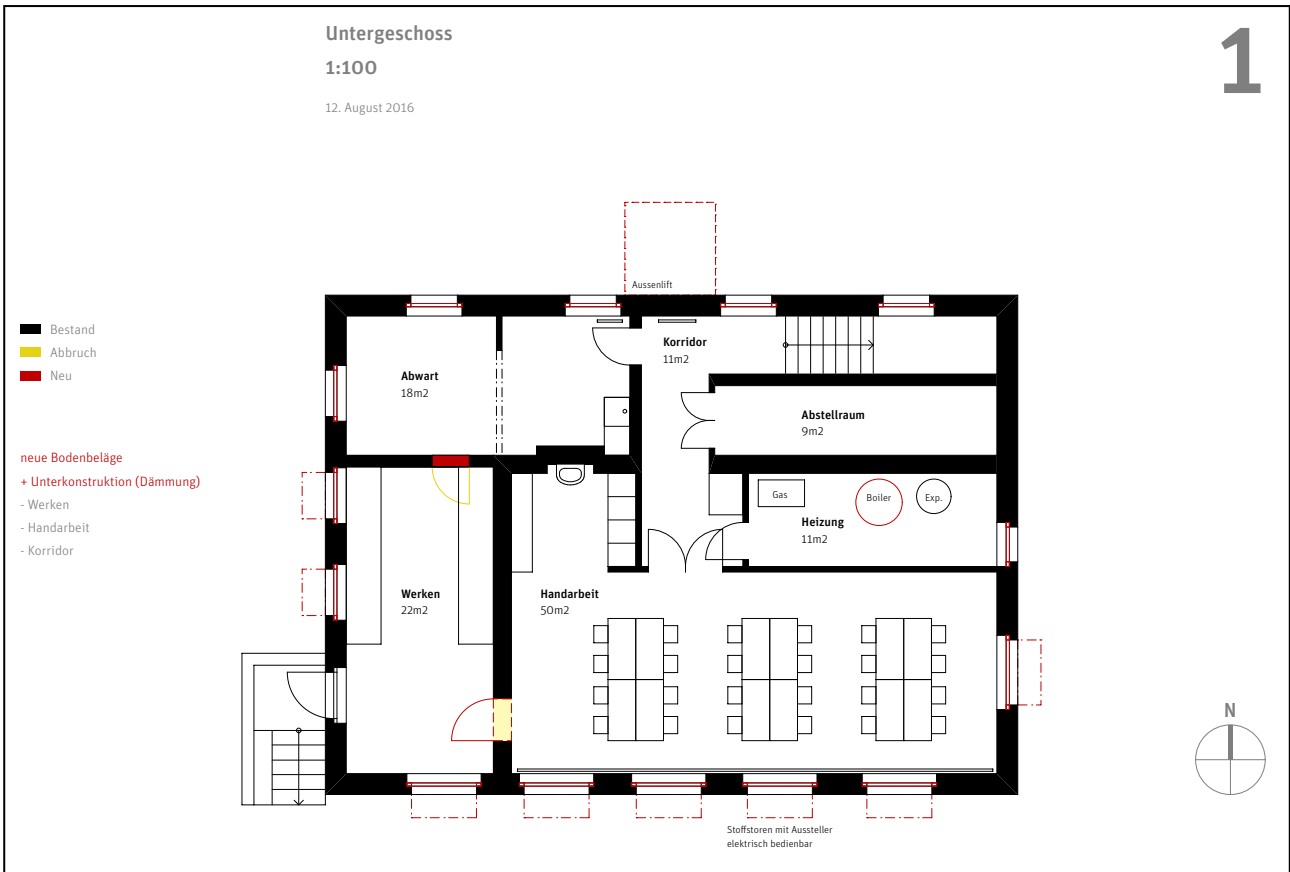 Untergeschoss
1:100
12. August 2016
1
Aussenlift
Bestand
Abbruch
Neu
neue Bodenbeläge
+ Unterkonstruktion (Dämmung)
- Werken
- Handarbeit
- Korridor
Korridor
11m2
Abwart
18m2
Abstellraum
9m2
Gas
Boiler
Exp.
Heizung
11m2
Werken
22m2
Handarbeit
50m2
N
Stoffstoren mit Aussteller
elektrisch bedienbar